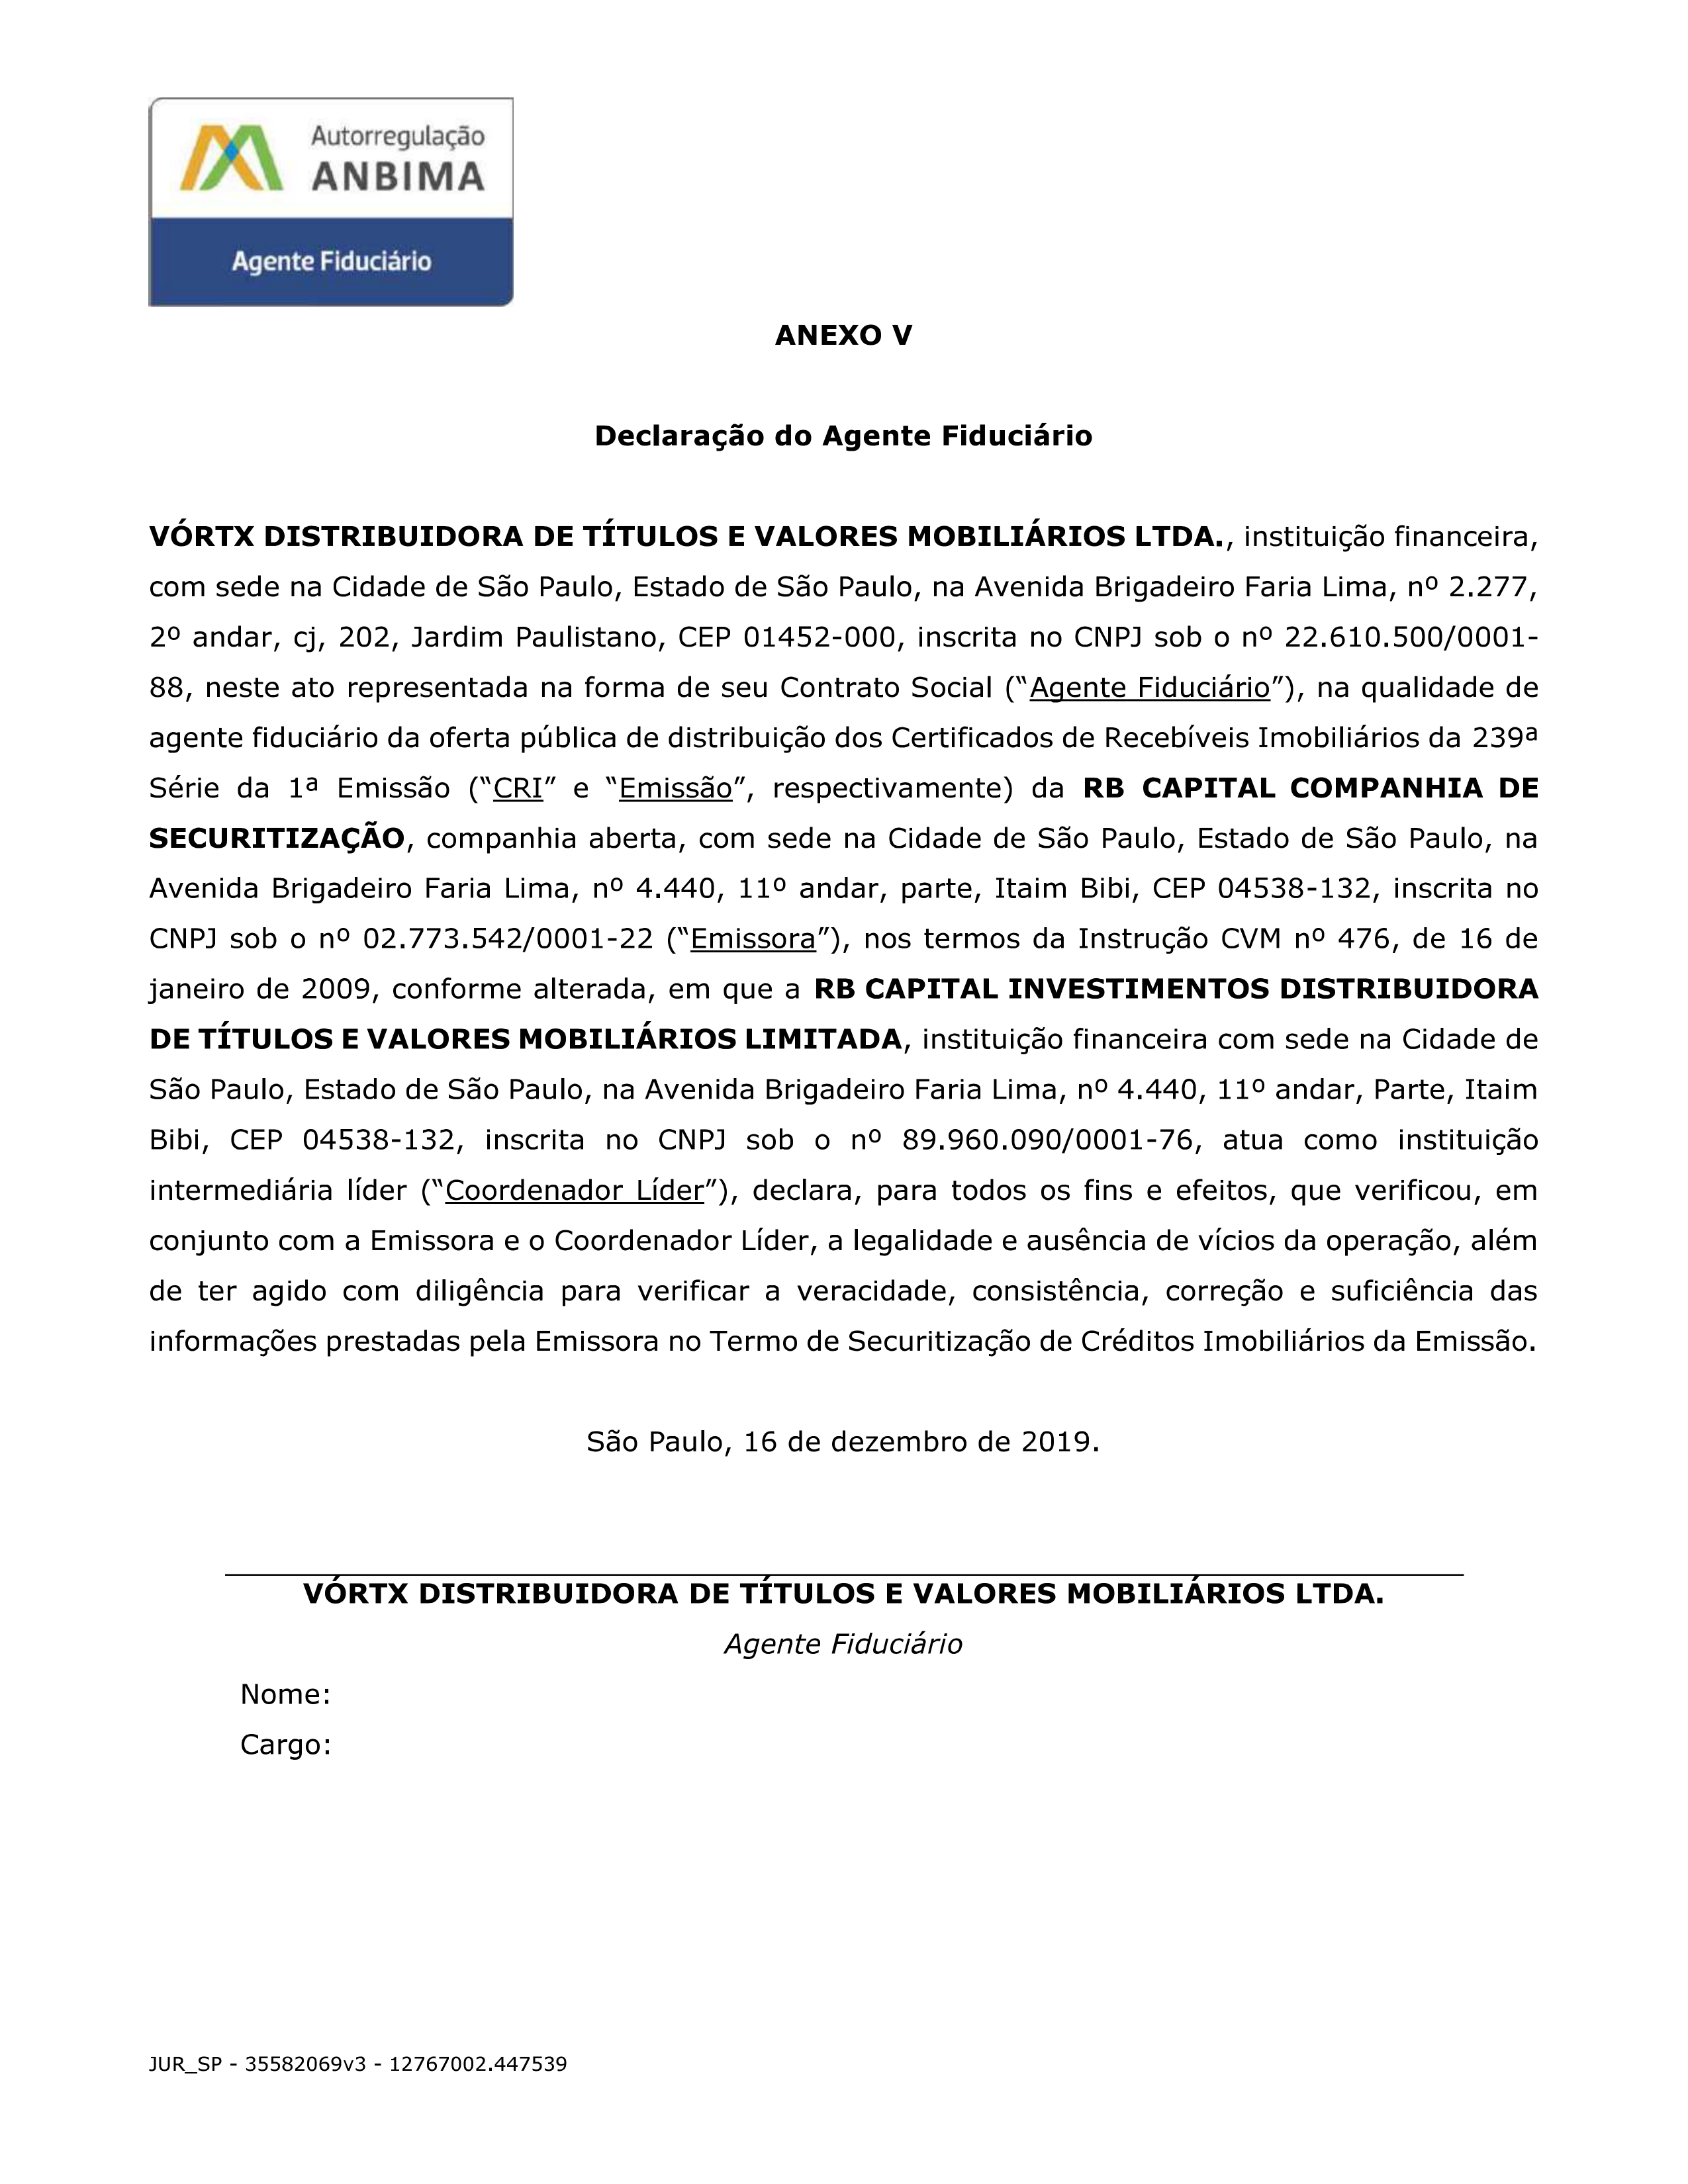 Autorregulação
ANBIMA
Agente Fiduciário
ANEXO V
Declaração do Agente Fiduciário
VÓRTX DISTRIBUIDORA DE TÍTULOS E VALORES MOBILIÁRIOS LTDA., instituição financeira,
com sede na Cidade de São Paulo, Estado de São Paulo, na Avenida Brigadeiro Faria Lima, nº 2.277,
2º andar, cj, 202, Jardim Paulistano, CEP 01452-000, inscrita no CNPJ sob o nº 22.610.500/0001-
88, neste ato representada na forma de seu Contrato Social (“Agente Fiduciário”), na qualidade de
agente fiduciário da oferta pública de distribuição dos Certificados de Recebíveis Imobiliários da 239ª
Série da 1ª Emissão (“CRI” e “Emissão”, respectivamente) da RB CAPITAL COMPANHIA DE
SECURITIZAÇÃO, companhia aberta, com sede na Cidade de São Paulo, Estado de São Paulo, na
Avenida Brigadeiro Faria Lima, nº 4.440, 11º andar, parte, Itaim Bibi, CEP 04538-132, inscrita no
CNPJ sob o nº 02.773.542/0001-22 (“Emissora”), nos termos da Instrução CVM nº 476, de 16 de
janeiro de 2009, conforme alterada, em que a RB CAPITAL INVESTIMENTOS DISTRIBUIDORA
DE TÍTULOS E VALORES MOBILIÁRIOS LIMITADA, instituição financeira com sede na Cidade de
São Paulo, Estado de São Paulo, na Avenida Brigadeiro Faria Lima, nº 4.440, 11º andar, Parte, Itaim
Bibi, CEP 04538-132, inscrita no CNPJ sob o nº 89.960.090/0001-76, atua como instituição
intermediária líder (“Coordenador Líder”), declara, para todos os fins e efeitos, que verificou, em
conjunto com a Emissora e o Coordenador Líder, a legalidade e ausência de vícios da operação, além
de ter agido com diligência para verificar a veracidade, consistência, correção e suficiência das
informações prestadas pela Emissora no Termo de Securitização de Créditos Imobiliários da Emissão.
São Paulo, 16 de dezembro de 2019.
VÓRTX DISTRIBUIDORA DE TÍTULOS E VALORES MOBILIÁRIOS LTDA.
Agente Fiduciário
Nome:
Cargo:
JUR_SP - 35582069v3 - 12767002.447539